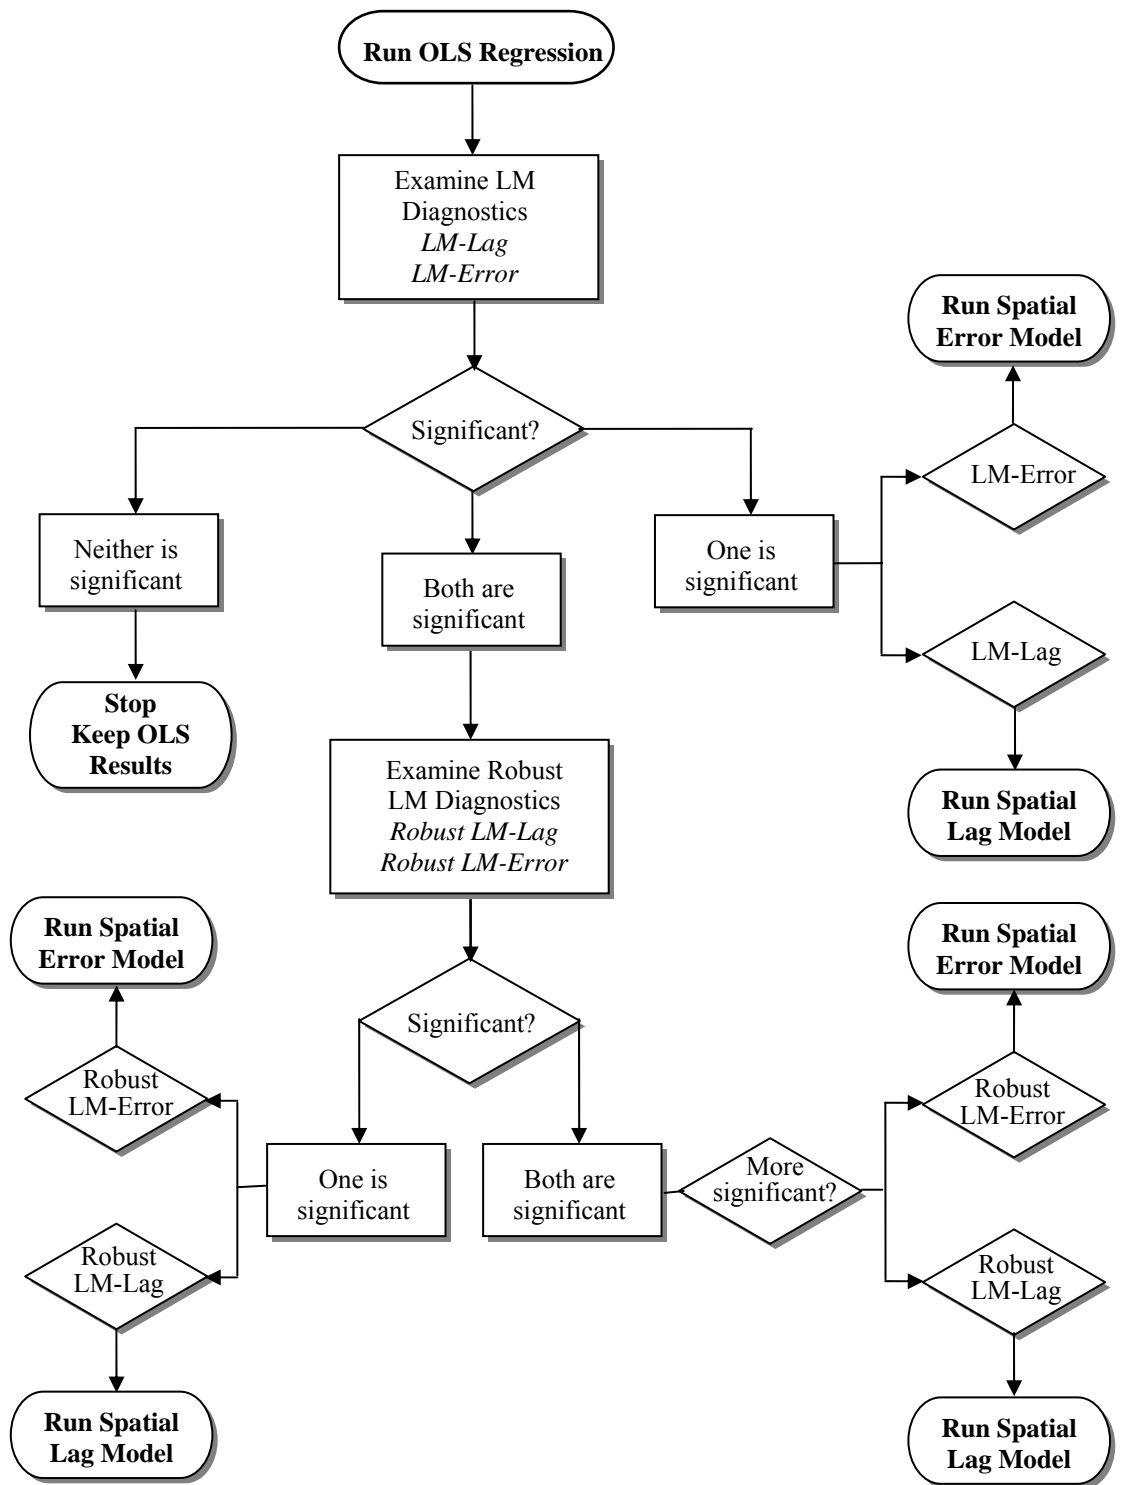 Run OLS Regression
Examine LM
Diagnostics
LM-Lag
LM-Error
Significant?
Neither is
significant
Stop
Keep OLS
Results
Both are
significant
One is
significant
LM-Error
Run Spatial
Error Model
LM-Lag
Run Spatial
Lag Model
Examine Robust
LM Diagnostics
Robust LM-Lag
Robust LM-Error
Significant?
One is
significant
Robust
LM-Error
Run Spatial
Error Model
Robust
LM-Lag
Run Spatial
Lag Model
Both are
significant
More
significant?
Robust
LM-Error
Run Spatial
Error Model
Robust
LM-Lag
Run Spatial
Lag Model